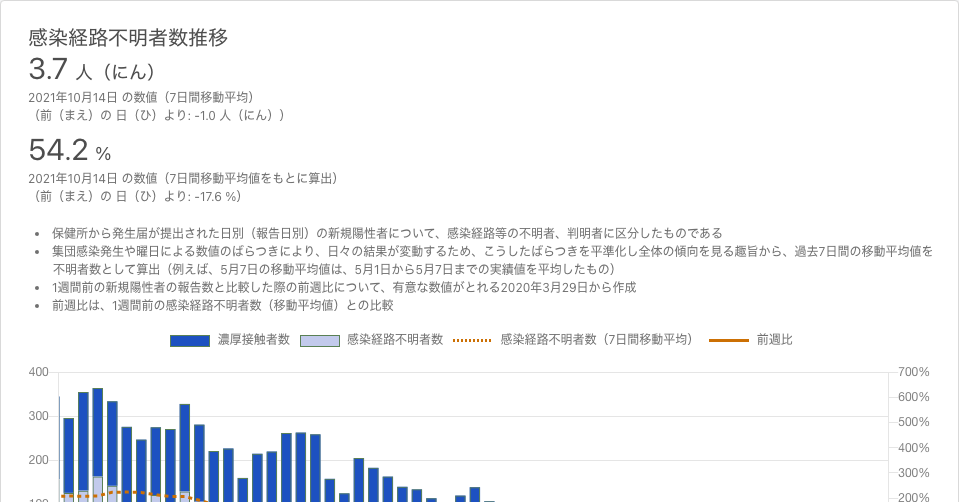 感染経路不明者数推移
3.7 人（にん）
2021年10月14日 の数値（7日間移動平均）
（前（まえ）の 日（ひ）より: -1.0 人（にん））
54.2 %
2021年10月14日 の数値（7日間移動平均値をもとに算出）
（前（まえ）の 日（ひ）より: -17.6 %）
• 保健所から発生届が提出された日別（報告日別）の新規陽性者について、感染経路等の不明者、判明者に区分したものである
• 集団感染発生や曜日による数値のばらつきにより、日々の結果が変動するため、こうしたばらつきを平準化し全体の傾向を見る趣旨から、過去7日間の移動平均値を
不明者数として算出（例えば、5月7日の移動平均値は、5月1日から5月7日までの実績値を平均したもの）
• 1週間前の新規陽性者の報告数と比較した際の前週比について、有意な数値がとれる2020年3月29日から作成
• 前週比は、1週間前の感染経路不明者数（移動平均値）との比較
濃厚接触者数 感染経路不明者数 感染経路不明者数（7日間移動平均） 前週比
400 700%
600%
300 500%
400%
200
300%
100 200%